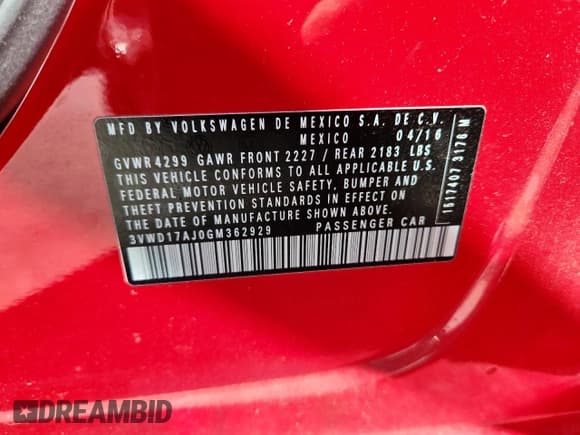 MFD BY VOLKSWAGEN DE MEXICO S.A. DE C.V.
MEXICO 04/16
GVWR 4299 GAWR FRONT 2227 / REAR 2183 LBS
THIS VEHICLE CONFORMS TO ALL APPLICABLE U.S.
FEDERAL MOTOR VEHICLE SAFETY, BUMPER AND
THEFT PREVENTION STANDARDS IN EFFECT ON
THE DATE OF MANUFACTURE SHOWN ABOVE.
3VWD17AJ0GM362929 PASSENGER CAR
1517407 3170 M
DREAMBID